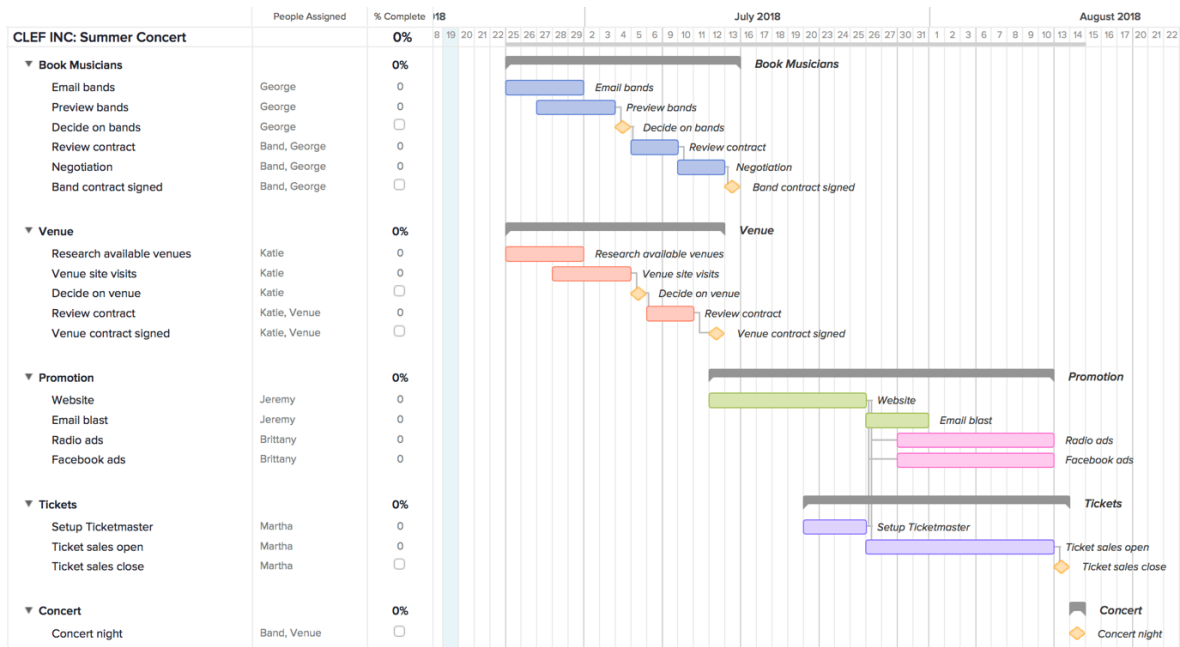 People Assigned % Complete 18 July 2018 August 2018
CLEF INC: Summer Concert 0% 8 19 20 21 22 25 26 27 28 29 2 3 4 5 6 9 10 11 12 13 16 17 18 19 20 23 24 25 26 27 30 31 1 2 3 6 7 8 9 10 13 14 15 16 17 20 21 22
Book Musicians 0% Book Musicians
Email bands George 0 Email bands
Preview bands George 0 Preview bands
Decide on bands George Decide on bands
Review contract Band, George 0 Review contract
Negotiation Band, George 0 Negotiation
Band contract signed Band, George Band contract signed
Venue 0% Venue
Research available venues Katie 0 Research available venues
Venue site visits Katie 0 Venue site visits
Decide on venue Katie Decide on venue
Review contract Katie, Venue 0 Review contract
Venue contract signed Katie, Venue Venue contract signed
Promotion 0% Promotion
Website Jeremy 0 Website
Email blast Jeremy 0 Email blast
Radio ads Brittany 0 Radio ads
Facebook ads Brittany 0 Facebook ads
Tickets 0% Tickets
Setup Ticketmaster Martha 0 Setup Ticketmaster
Ticket sales open Martha 0 Ticket sales open
Ticket sales close Martha Ticket sales close
Concert 0% Concert
Concert night Band, Venue Concert night